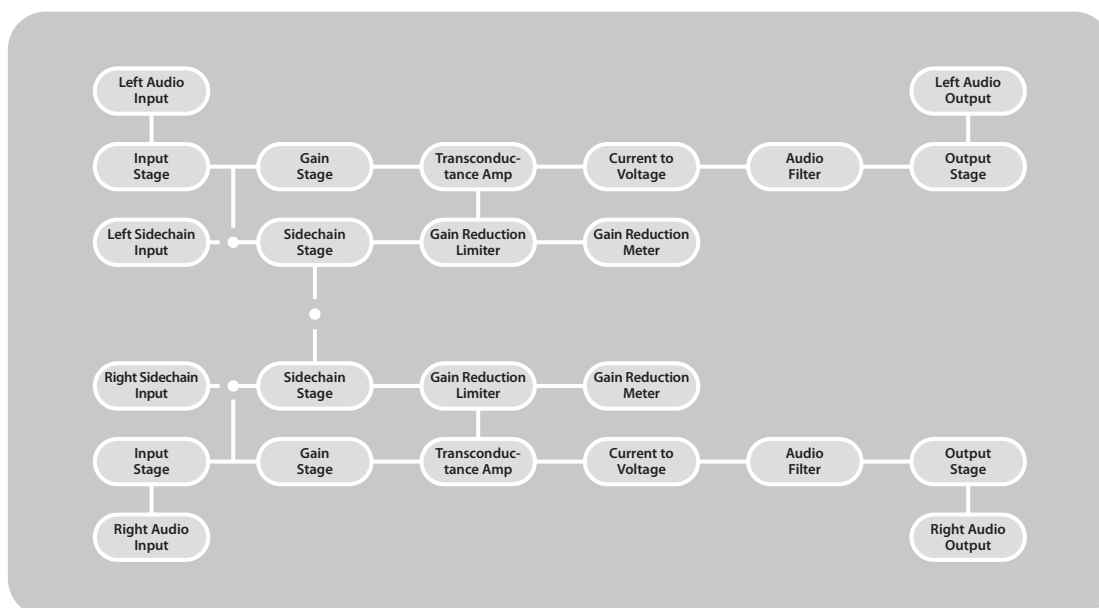 Left Audio
Input
Left Audio
Output
Input
Stage
Gain
Stage
Transconduc-
tance Amp
Current to
Voltage
Audio
Filter
Output
Stage
Left Sidechain
Input
Sidechain
Stage
Gain Reduction
Limiter
Gain Reduction
Meter
Right Sidechain
Input
Sidechain
Stage
Gain Reduction
Limiter
Gain Reduction
Meter
Input
Stage
Gain
Stage
Transconduc-
tance Amp
Current to
Voltage
Audio
Filter
Output
Stage
Right Audio
Input
Right Audio
Output